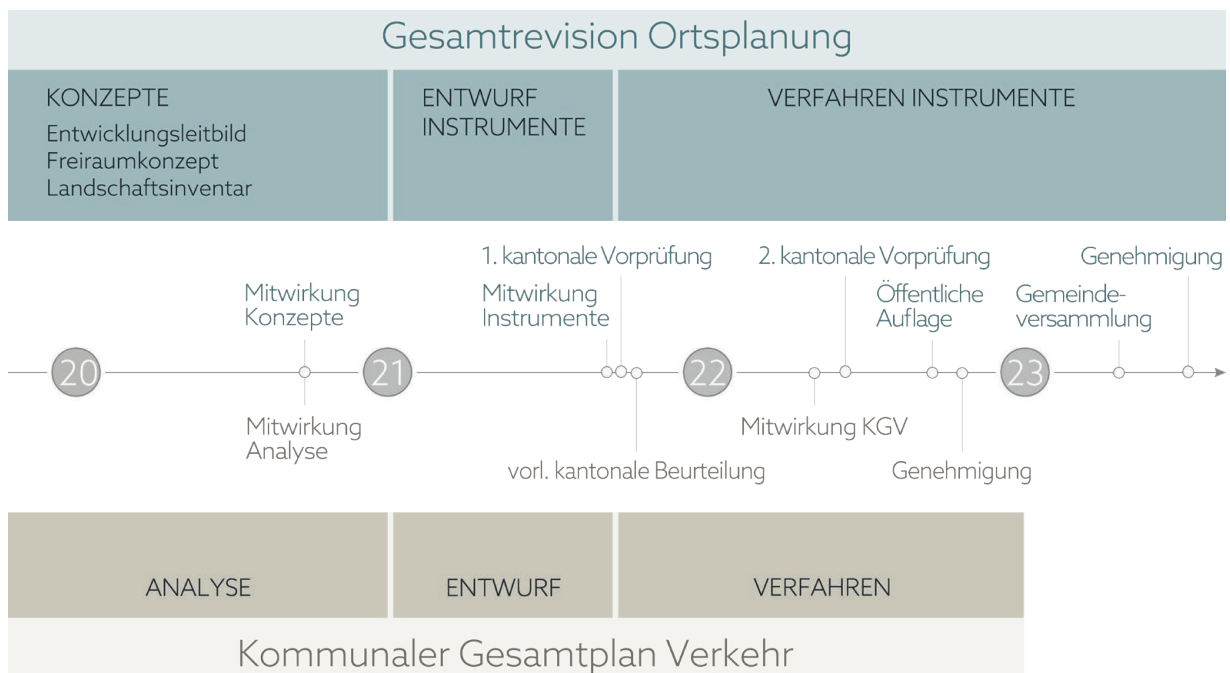 Gesamtrevision Ortsplanung
KONZEPTE
Entwicklungsleitbild
Freiraumkonzept
Landschaftsinventar
ENTWURF
INSTRUMENTE
VERFAHREN INSTRUMENTE
Mitwirkung
Konzepte
1. kantonale Vorprüfung
Mitwirkung
Instrumente
2. kantonale Vorprüfung
Öffentliche
Auflage
Gemeinde-
versammlung
Genehmigung
20
21
22
23
Mitwirkung
Analyse
vorl. kantonale Beurteilung
Mitwirkung KGV
Genehmigung
ANALYSE
ENTWURF
VERFAHREN
Kommunaler Gesamtplan Verkehr